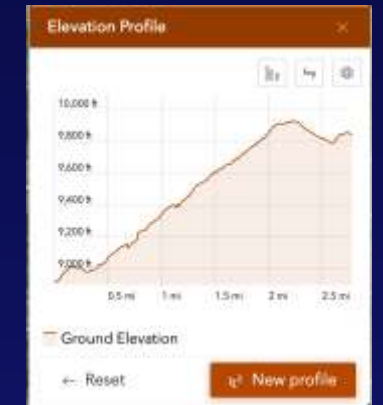 Elevation Profile
10,000 ft
9,800 ft
9,600 ft
9,400 ft
9,200 ft
9,000 ft
0.5 mi 1 mi 1.5 mi 2 mi 2.5 mi
Ground Elevation
← Reset
New profile